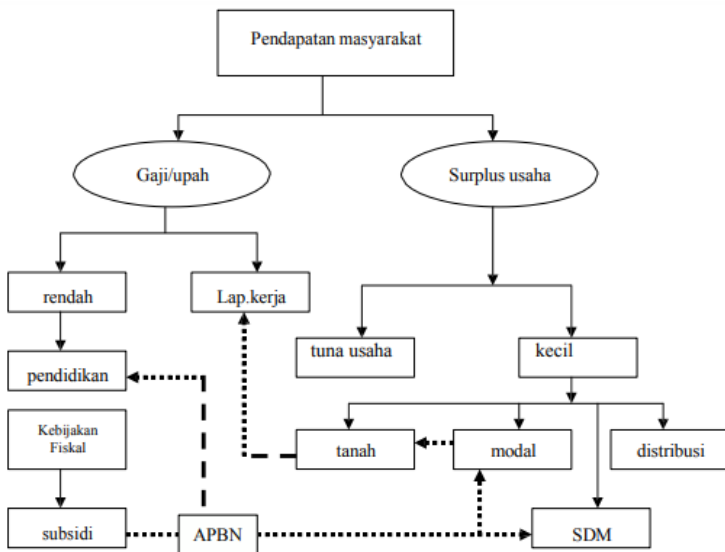 Pendapatan masyarakat
Gaji/upah
Surplus usaha
rendah
Lap.kerja
tuna usaha
kecil
pendidikan
Kebijakan
Fiskal
tanah
modal
distribusi
subsidi
APBN
SDM